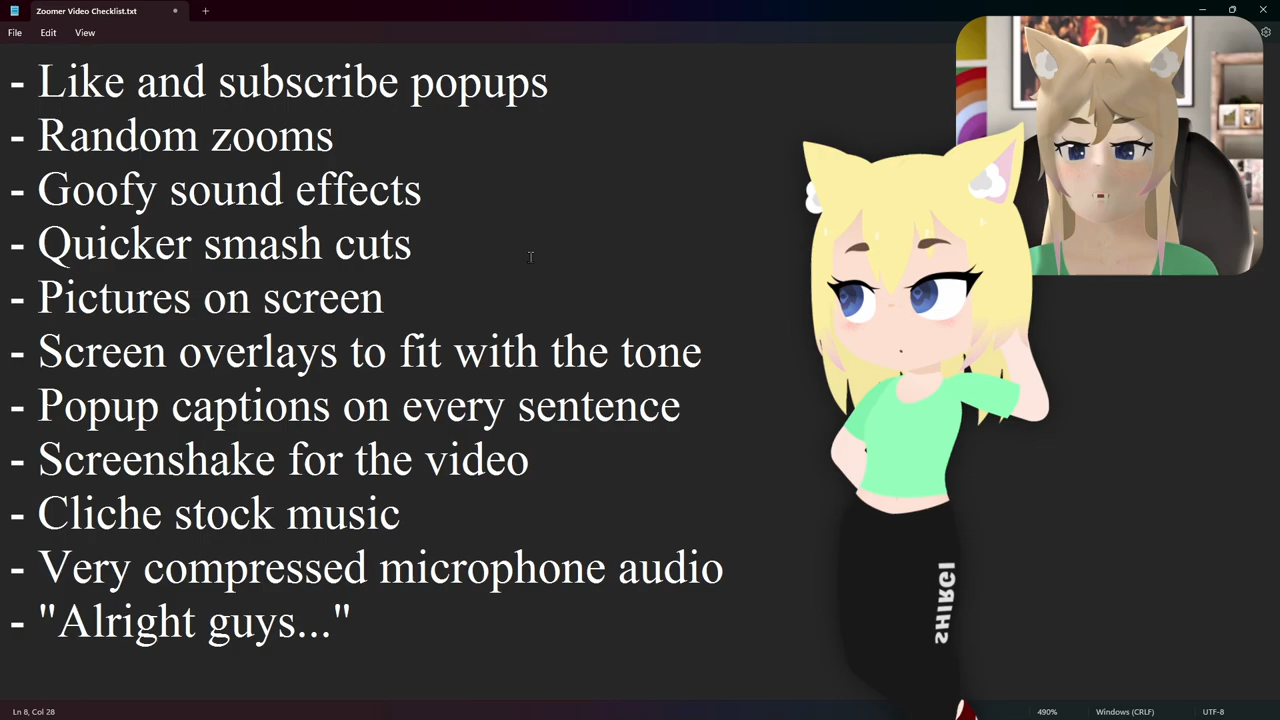 Zoomer Video Checklist.txt
File Edit View
- Like and subscribe popups
- Random zooms
- Goofy sound effects
- Quicker smash cuts
- Pictures on screen
- Screen overlays to fit with the tone
- Popup captions on every sentence
- Screenshake for the video
- Cliche stock music
- Very compressed microphone audio
- "Alright guys..."
SHIRGI
Ln 8, Col 28
490%
Windows (CRLF)
UTF-8